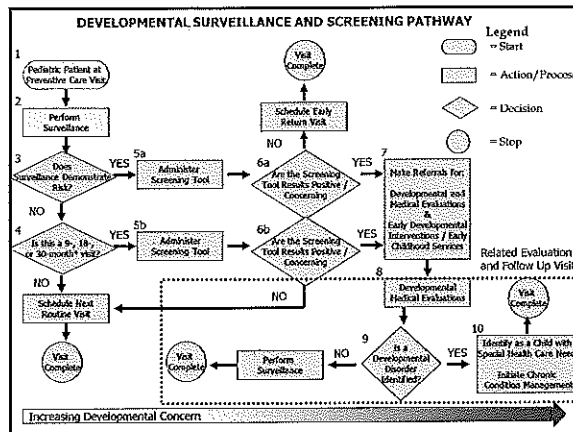 DEVELOPMENTAL SURVEILLANCE AND SCREENING PATHWAY
Legend
= Start
= Action/Process
= Decision
= Stop
1
Pediatric Patient at
Preventive Care Visit
2
Perform
Surveillance
3
Does
Surveillance Demonstrate
Risk?
YES
NO
5a
Administer
Screening Tool
6a
Are the Screening
Tool Results Positive /
Concerning
NO
Schedule Early
Return Visit
Visit
Complete
YES
7
Make Referrals for:
Developmental and
Medical Evaluations
&
Early Developmental
Interventions / Early
Childhood Services
4
Is this a 9-, 18-,
or 30-month* visit?
YES
NO
5b
Administer
Screening Tool
6b
Are the Screening
Tool Results Positive /
Concerning
YES
NO
Schedule Next
Routine Visit
Visit
Complete
Related Evaluation
and Follow Up Visit
8
Developmental
Medical Evaluations
9
Is a
Developmental
Disorder
Identified?
NO
Perform
Surveillance
Visit
Complete
YES
10
Identify as a Child with
Special Health Care Need
Initiate Chronic
Condition Management
Visit
Complete
Increasing Developmental Concern